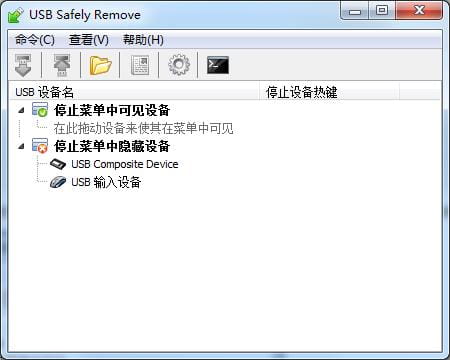 USB Safely Remove
命令(C) 查看(V) 帮助(H)
USB 设备名 停止设备热键
停止菜单中可见设备
在此拖动设备来使其在菜单中可见
停止菜单中隐藏设备
USB Composite Device
USB 输入设备